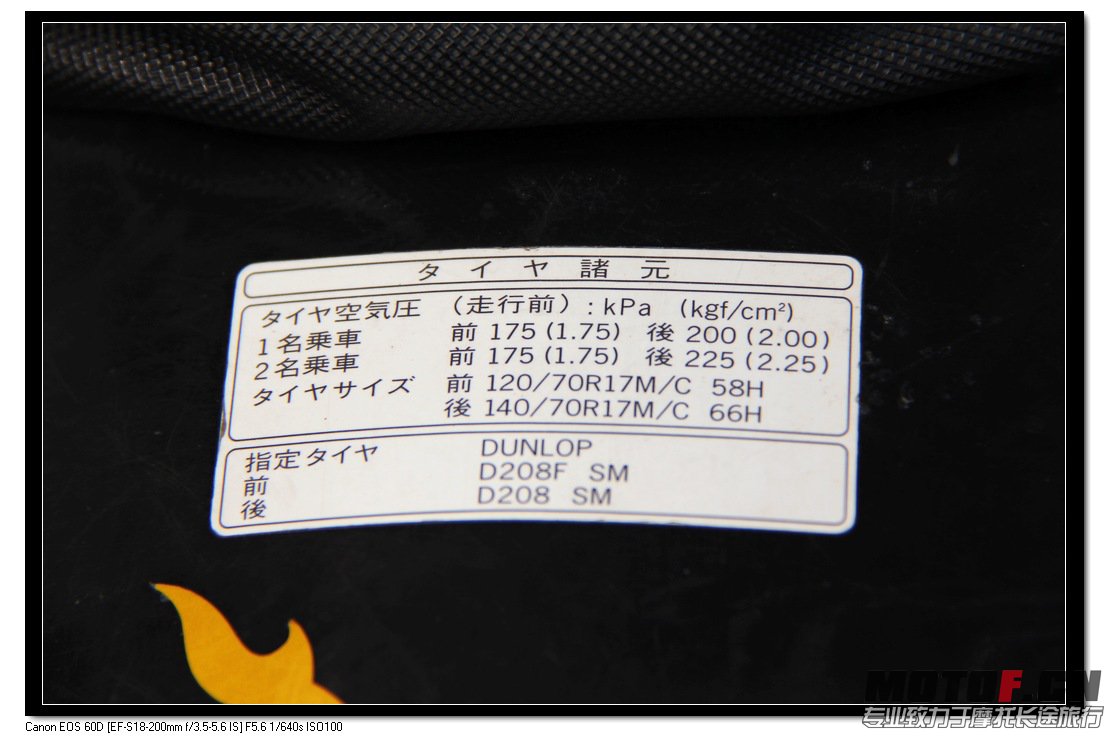 タイヤ諸元
タイヤ空気圧 (走行前):kPa (kgf/cm²)
1名乗車 前 175(1.75) 後 200(2.00)
2名乗車 前 175(1.75) 後 225(2.25)
タイヤサイズ 前 120/70R17M/C 58H
後 140/70R17M/C 66H
指定タイヤ DUNLOP
前 D208F SM
後 D208 SM
MOTOF.CN
专业致力于摩托长途旅行
Canon EOS 60D [EF-S18-200mm f/3.5-5.6 IS] F5.6 1/640s ISO100